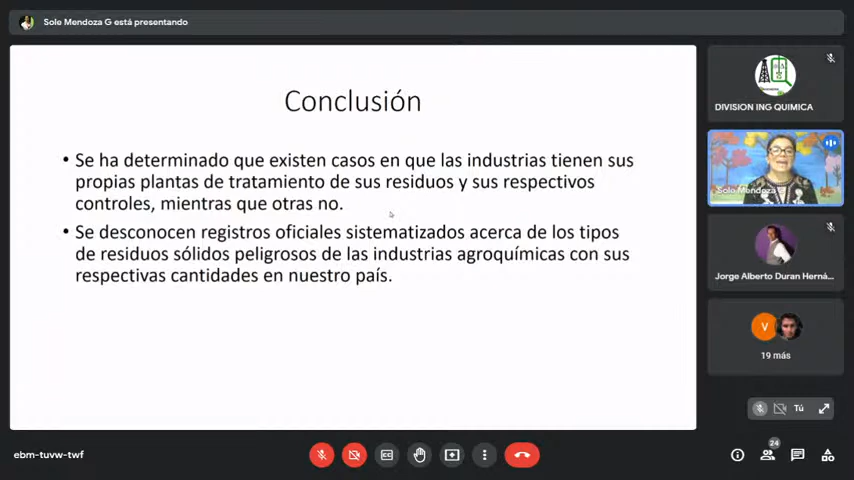 Sole Mendoza G está presentando
Conclusión
• Se ha determinado que existen casos en que las industrias tienen sus
propias plantas de tratamiento de sus residuos y sus respectivos
controles, mientras que otras no.
• Se desconocen registros oficiales sistematizados acerca de los tipos
de residuos sólidos peligrosos de las industrias agroquímicas con sus
respectivas cantidades en nuestro país.
DIVISION ING QUIMICA
Sole Mendoza G
Jorge Alberto Duran Herná...
V
19 más
Tú
ebm-tuvw-twf
24